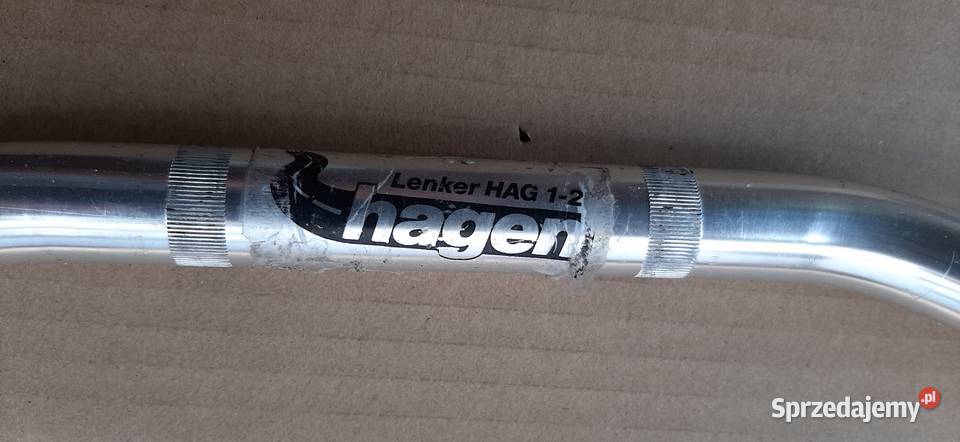 Lenker HAG 1-2
hagen
Sprzedajemy.pl